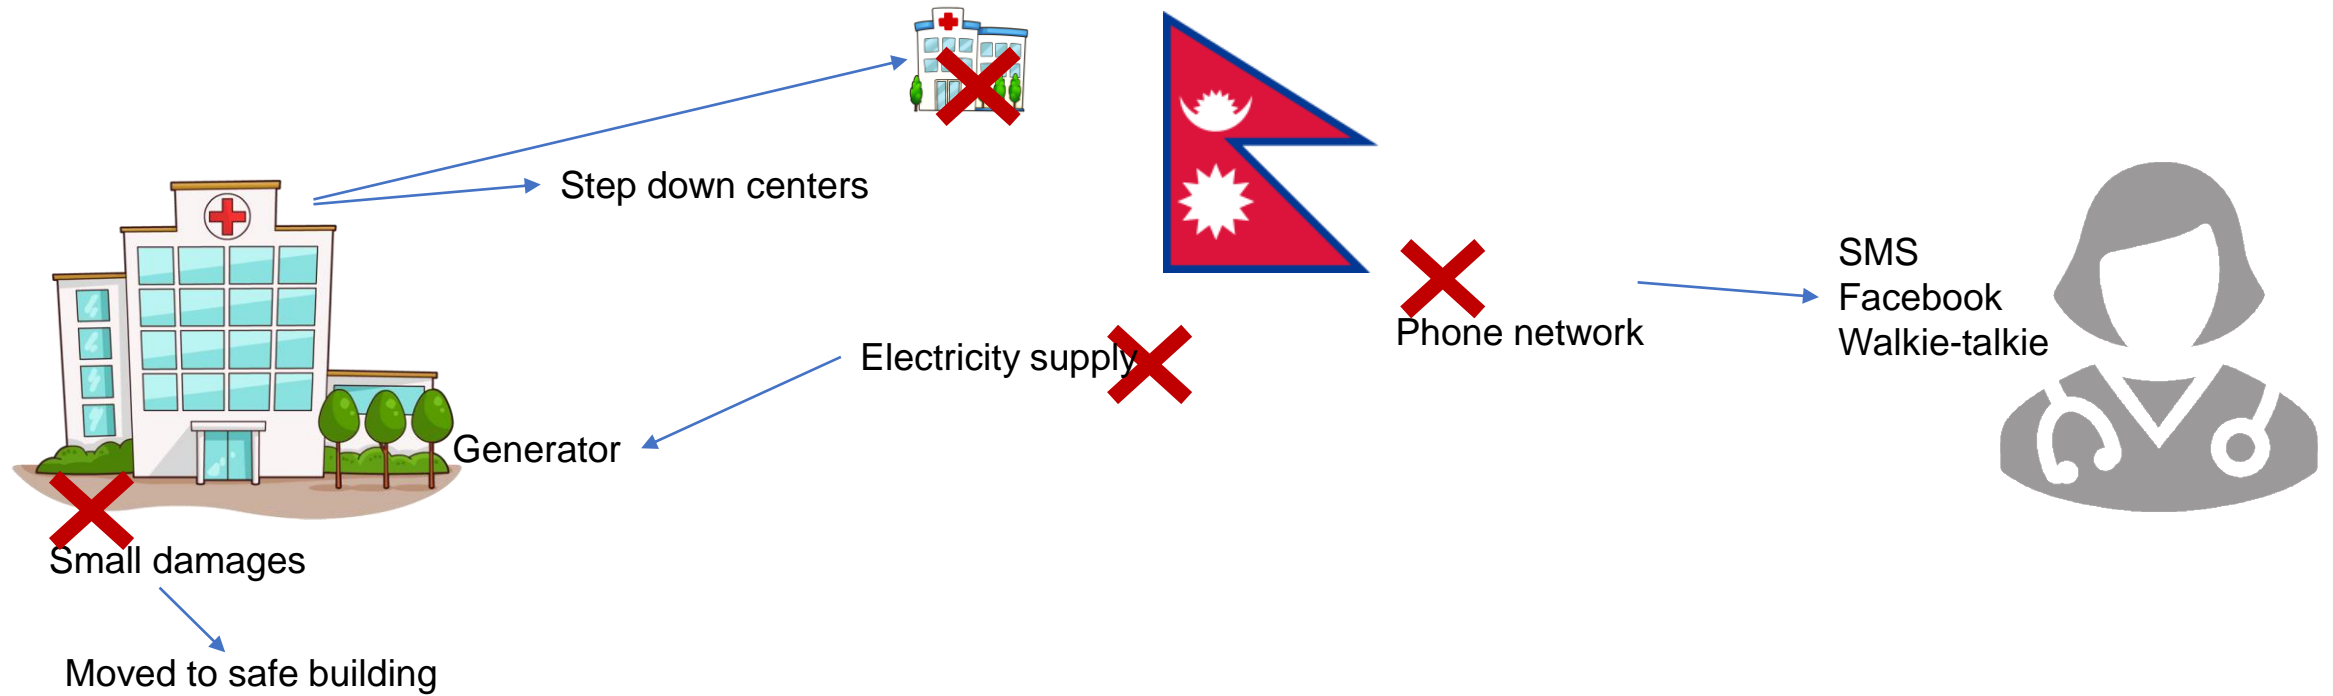 Step down centers
SMS
Facebook
Walkie-talkie
Phone network
Electricity supply
Generator
Small damages
Moved to safe building